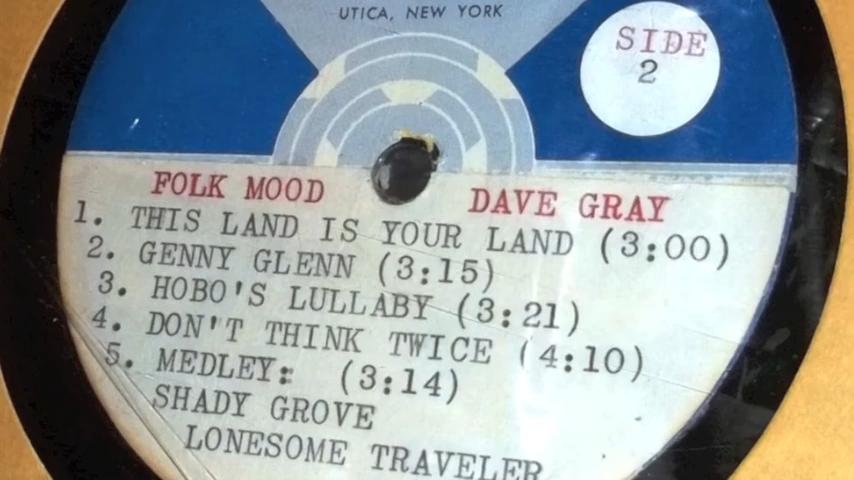 UTICA, NEW YORK
SIDE
2
FOLK MOOD DAVE GRAY
1. THIS LAND IS YOUR LAND (3:00)
2. GENNY GLENN (3:15)
3. HOBO'S LULLABY (3:21)
4. DON'T THINK TWICE (4:10)
5. MEDLEY: (3:14)
SHADY GROVE
LONESOME TRAVELER